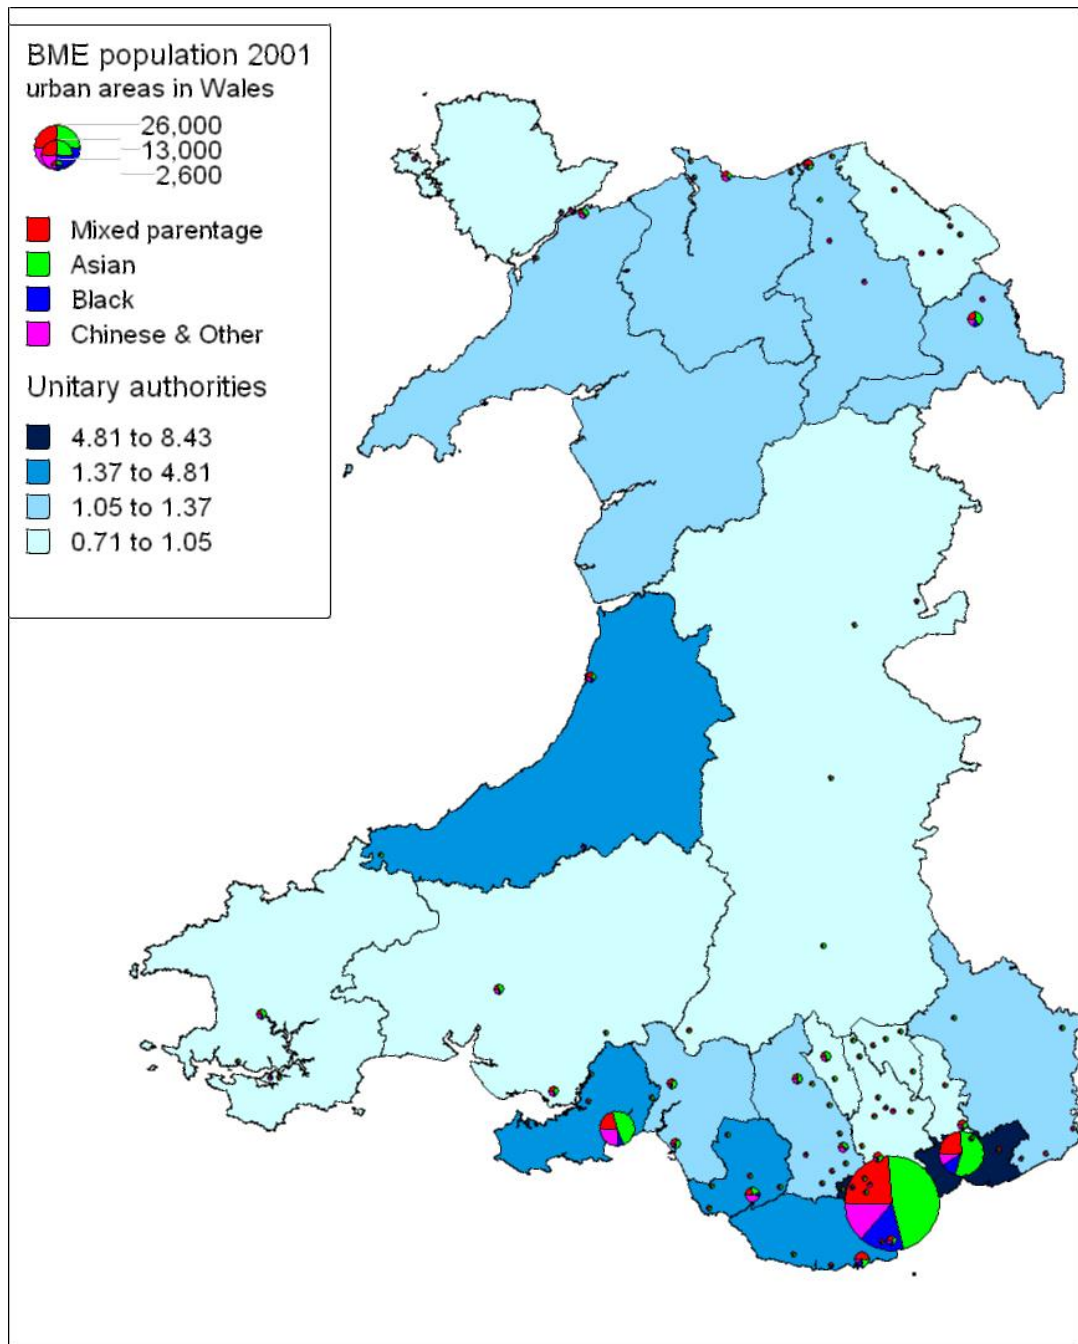 BME population 2001
urban areas in Wales
26,000
13,000
2,600
Mixed parentage
Asian
Black
Chinese & Other
Unitary authorities
4.81 to 8.43
1.37 to 4.81
1.05 to 1.37
0.71 to 1.05